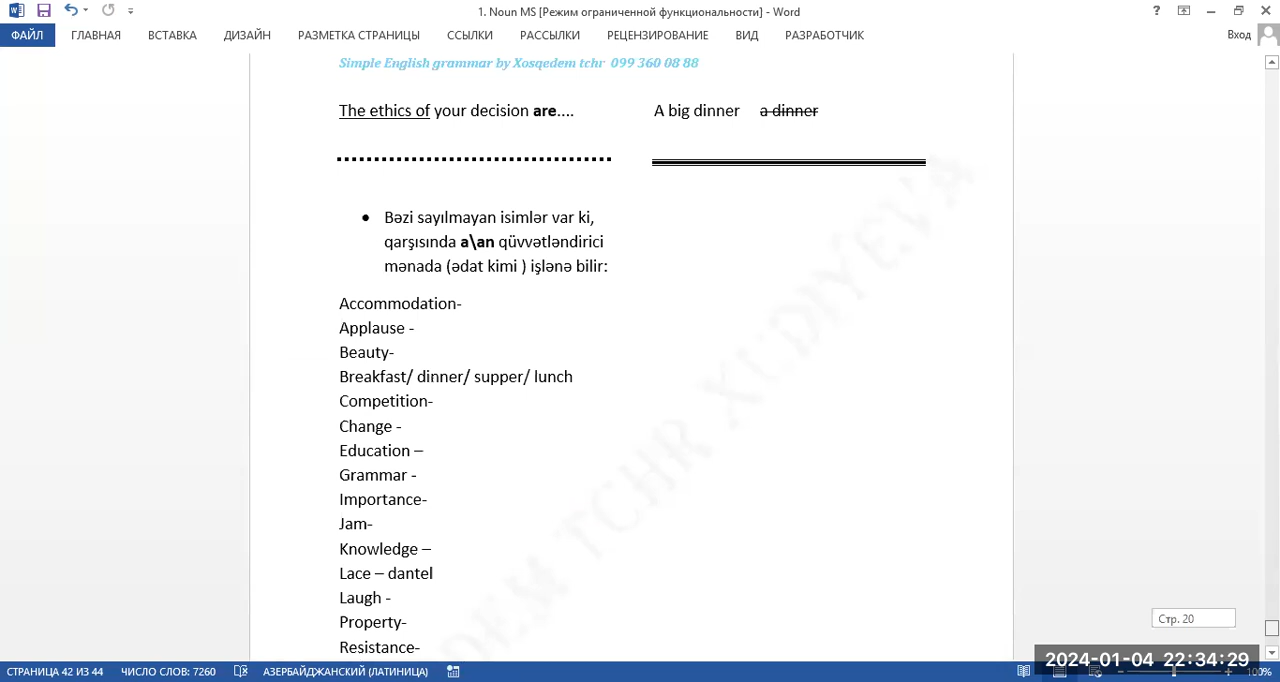 1. Noun MS [Режим ограниченной функциональности] - Word
ФАЙЛ ГЛАВНАЯ ВСТАВКА ДИЗАЙН РАЗМЕТКА СТРАНИЦЫ ССЫЛКИ РАССЫЛКИ РЕЦЕНЗИРОВАНИЕ ВИД РАЗРАБОТЧИК Вход
Simple English grammar by Xosqedem tchr 099 360 08 88
The ethics of your decision are....
A big dinner a dinner
• Bəzi sayılmayan isimlər var ki,
qarşısında a\an qüvvətləndirici
mənada (ədat kimi ) işlənə bilir:
Accommodation-
Applause -
Beauty-
Breakfast/ dinner/ supper/ lunch
Competition-
Change -
Education –
Grammar -
Importance-
Jam-
Knowledge –
Lace – dantel
Laugh -
Property-
Resistance-
DEM TCHR XUDIYEVA
Стр. 20
2024-01-04 22:34:29
СТРАНИЦА 42 ИЗ 44 ЧИСЛО СЛОВ: 7260 АЗЕРБАЙДЖАНСКИЙ (ЛАТИНИЦА) 100%